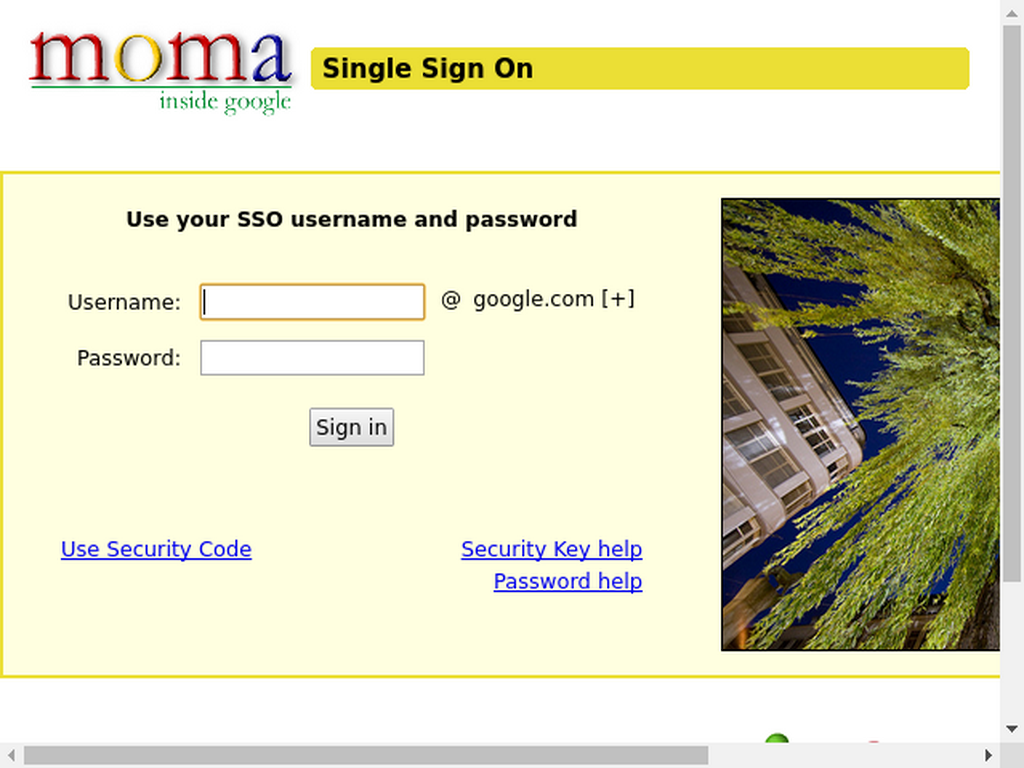 moma
inside google
Single Sign On
Use your SSO username and password
Username:
@ google.com [+]
Password:
Sign in
Use Security Code
Security Key help
Password help